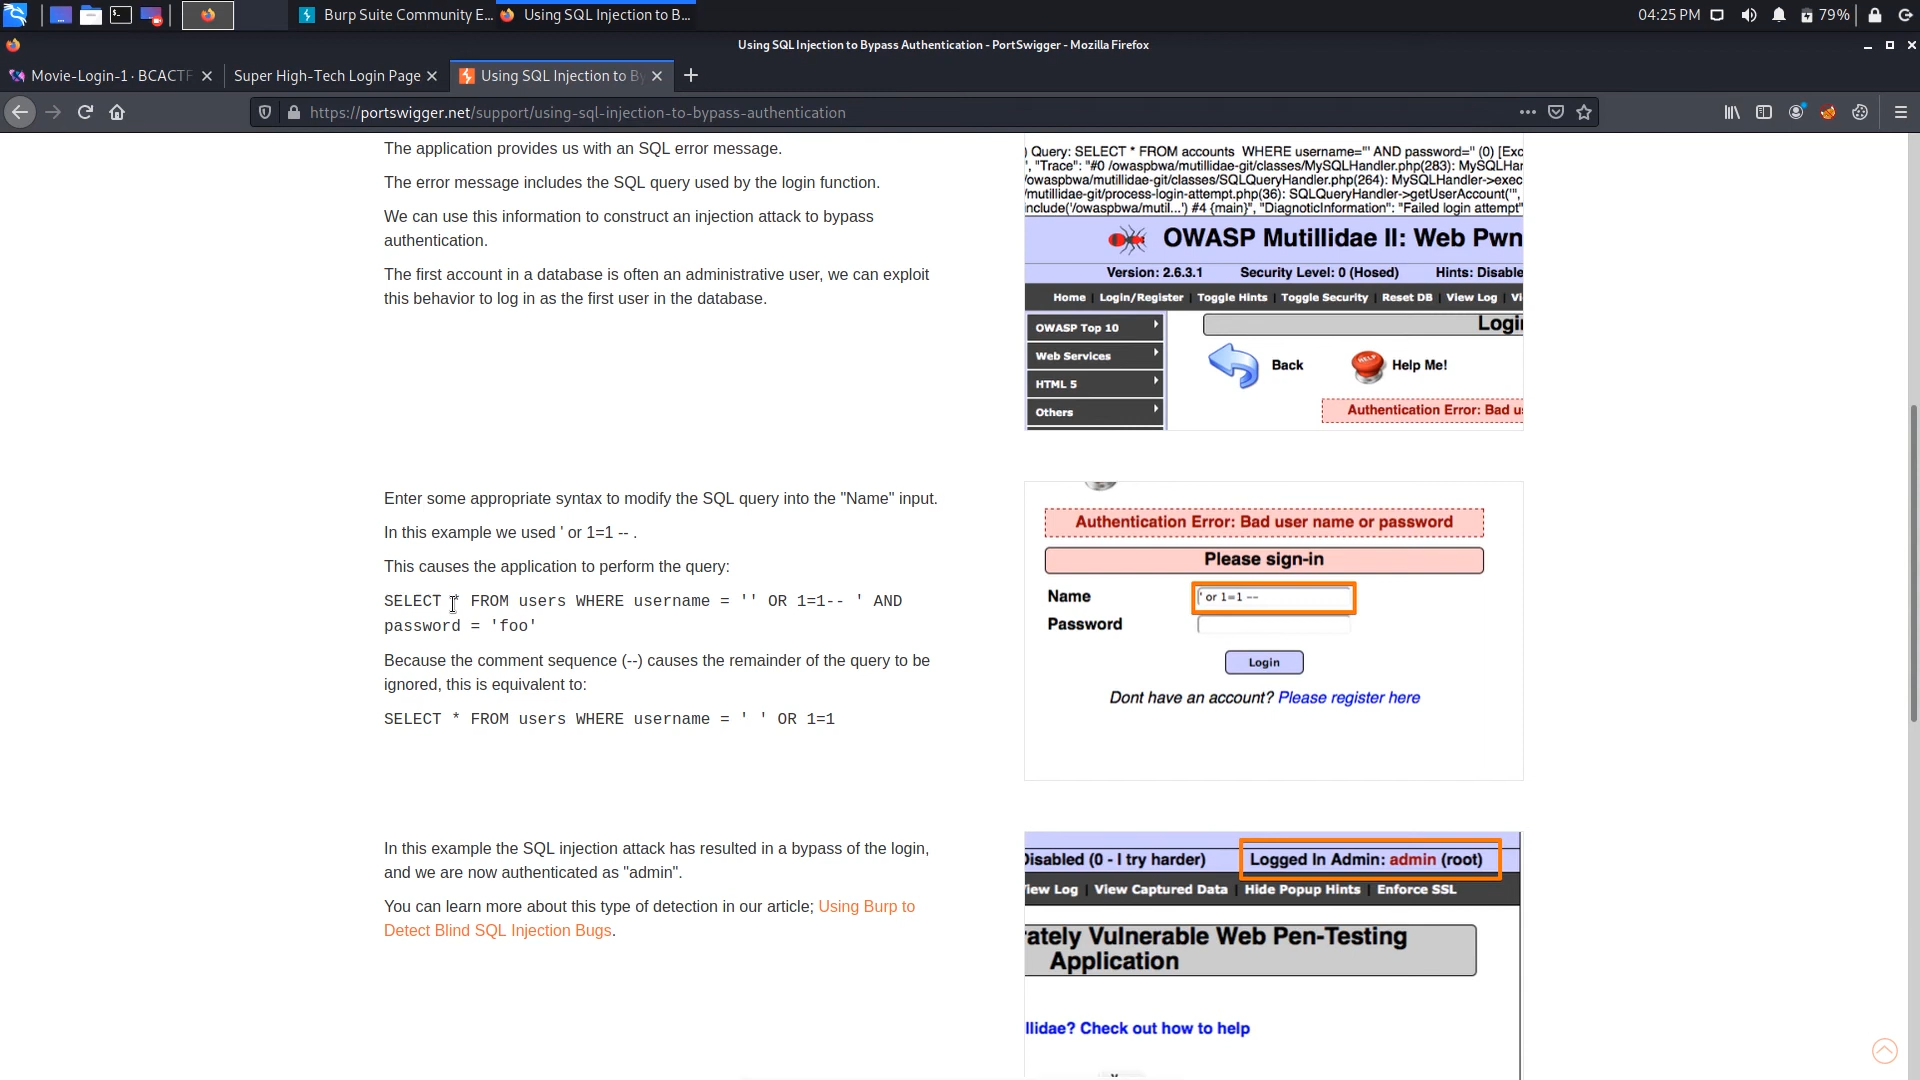 Burp Suite Community E...
Using SQL Injection to B...
04:25 PM
79%
Using SQL Injection to Bypass Authentication - PortSwigger - Mozilla Firefox
Movie-Login-1 · BCACTF
Super High-Tech Login Page
Using SQL Injection to By
https://portswigger.net/support/using-sql-injection-to-bypass-authentication
The application provides us with an SQL error message.
The error message includes the SQL query used by the login function.
We can use this information to construct an injection attack to bypass
authentication.
The first account in a database is often an administrative user, we can exploit
this behavior to log in as the first user in the database.
) Query: SELECT * FROM accounts WHERE username=''' AND password='' (0) [Exc
', "Trace": "#0 /owaspbwa/mutillidae-git/classes/MySQLHandler.php(283): MySQLHar
/owaspbwa/mutillidae-git/classes/SQLQueryHandler.php(264): MySQLHandler->exec
/mutillidae-git/process-login-attempt.php(36): SQLQueryHandler->getUserAccount(''',
include('/owaspbwa/mutil...') #4 {main}", "DiagnoticInformation": "Failed login attempt"
OWASP Mutillidae II: Web Pwn
Version: 2.6.3.1 Security Level: 0 (Hosed) Hints: Disable
Home | Login/Register | Toggle Hints | Toggle Security | Reset DB | View Log | Vi
OWASP Top 10
Web Services
HTML 5
Others
Logi
Back
HELP
Help Me!
Authentication Error: Bad u
Enter some appropriate syntax to modify the SQL query into the "Name" input.
In this example we used ' or 1=1 -- .
This causes the application to perform the query:
SELECT * FROM users WHERE username = '' OR 1=1-- ' AND
password = 'foo'
Because the comment sequence (--) causes the remainder of the query to be
ignored, this is equivalent to:
SELECT * FROM users WHERE username = ' ' OR 1=1
Authentication Error: Bad user name or password
Please sign-in
Name
' or 1=1 --
Password
Login
Dont have an account? Please register here
In this example the SQL injection attack has resulted in a bypass of the login,
and we are now authenticated as "admin".
You can learn more about this type of detection in our article; Using Burp to
Detect Blind SQL Injection Bugs.
Disabled (0 - I try harder)
Logged In Admin: admin (root)
iew Log | View Captured Data | Hide Popup Hints | Enforce SSL
rately Vulnerable Web Pen-Testing
Application
llidae? Check out how to help